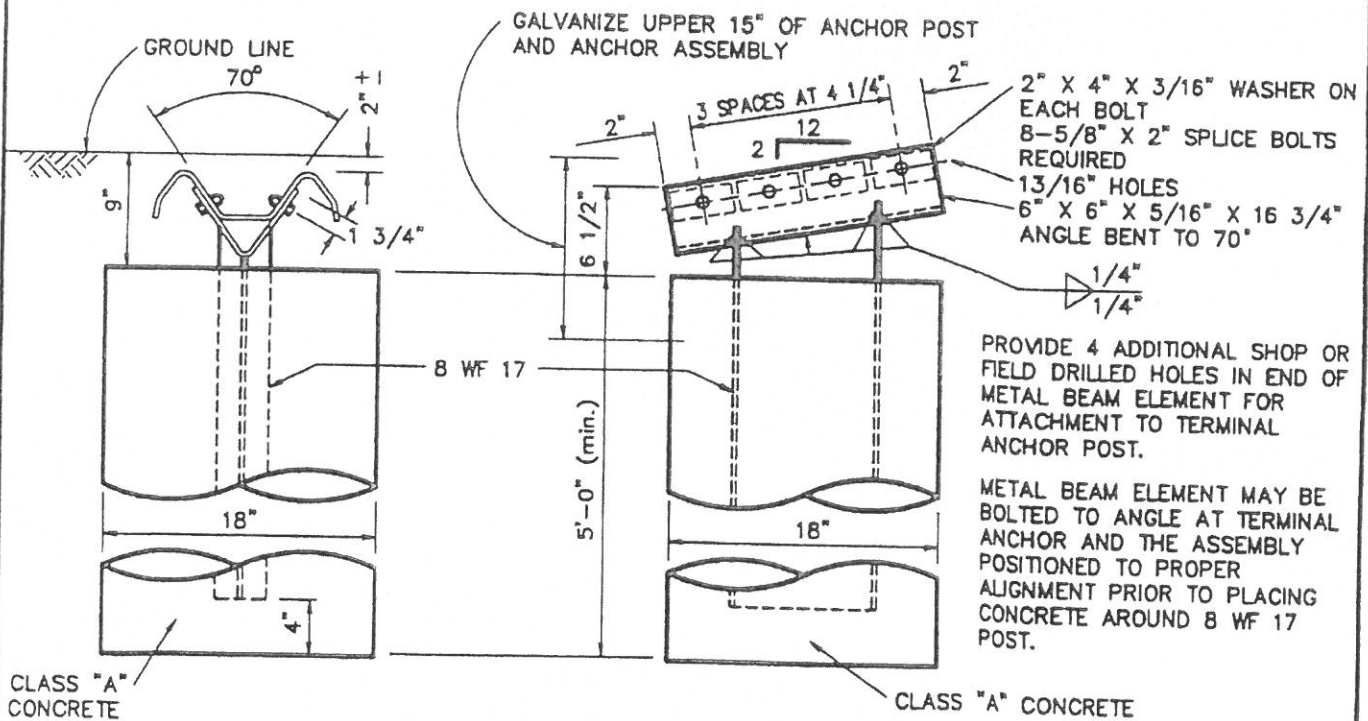 GALVANIZE UPPER 15" OF ANCHOR POST
AND ANCHOR ASSEMBLY
GROUND LINE
70°
2" + -
9"
1 3/4"
2"
3 SPACES AT 4 1/4"
2"
12
2
6 1/2"
2" X 4" X 3/16" WASHER ON
EACH BOLT
8-5/8" X 2" SPLICE BOLTS
REQUIRED
13/16" HOLES
6" X 6" X 5/16" X 16 3/4"
ANGLE BENT TO 70°
1/4"
1/4"
8 WF 17
5'-0" (min.)
18"
18"
4"
CLASS "A"
CONCRETE
CLASS "A" CONCRETE
PROVIDE 4 ADDITIONAL SHOP OR
FIELD DRILLED HOLES IN END OF
METAL BEAM ELEMENT FOR
ATTACHMENT TO TERMINAL
ANCHOR POST.
METAL BEAM ELEMENT MAY BE
BOLTED TO ANGLE AT TERMINAL
ANCHOR AND THE ASSEMBLY
POSITIONED TO PROPER
ALIGNMENT PRIOR TO PLACING
CONCRETE AROUND 8 WF 17
POST.